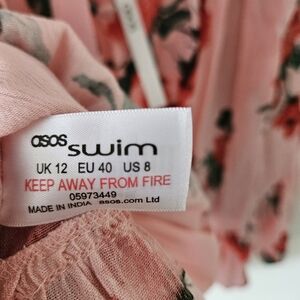 asos swim
UK 12 EU 40 US 8
KEEP AWAY FROM FIRE
05973449
MADE IN INDIA asos.com Ltd